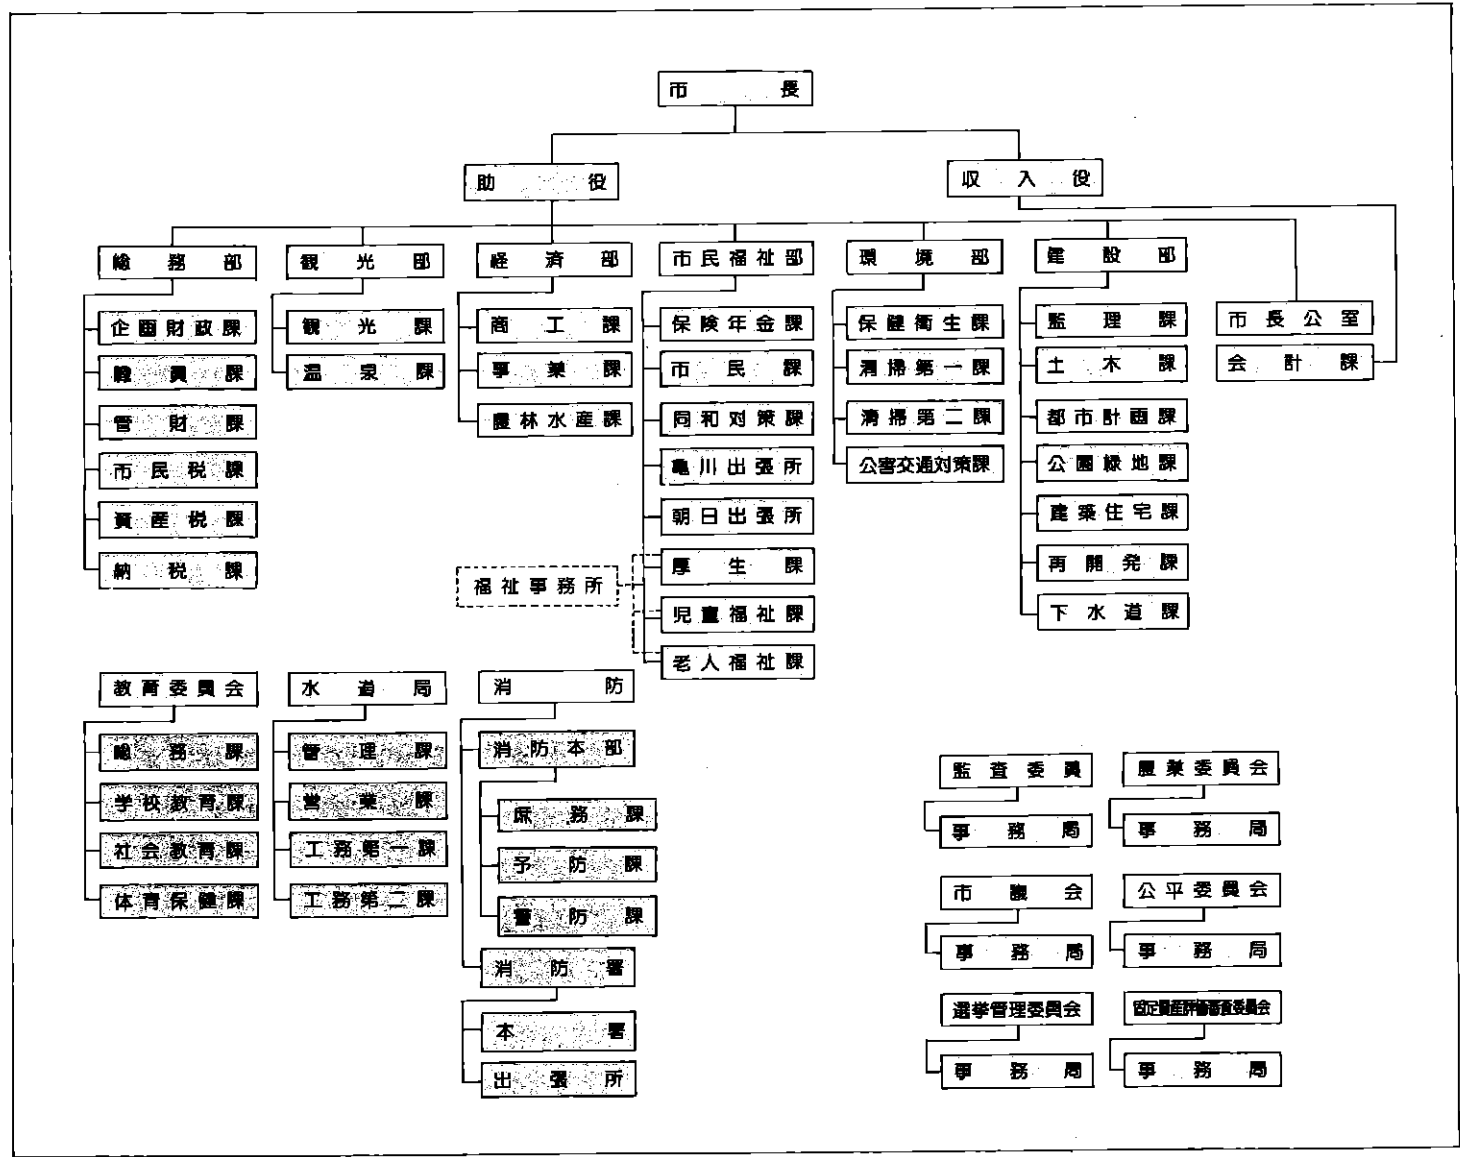 市長
助役
収入役
総務部
企画財政課
職員課
管財課
市民税課
資産税課
納税課
観光部
観光課
温泉課
経済部
商工課
事業課
農林水産課
市民福祉部
保険年金課
市民課
同和対策課
亀川出張所
朝日出張所
福祉事務所
厚生課
児童福祉課
老人福祉課
環境部
保健衛生課
清掃第一課
清掃第二課
公害交通対策課
建設部
監理課
土木課
都市計画課
公園緑地課
建築住宅課
再開発課
下水道課
市長公室
会計課
教育委員会
総務課
学校教育課
社会教育課
体育保健課
水道局
管理課
営業課
工務第一課
工務第二課
消防
消防本部
庶務課
予防課
警防課
消防署
本署
出張所
監査委員
事務局
農業委員会
事務局
市議会
事務局
公平委員会
事務局
選挙管理委員会
事務局
固定資産評価審査委員会
事務局